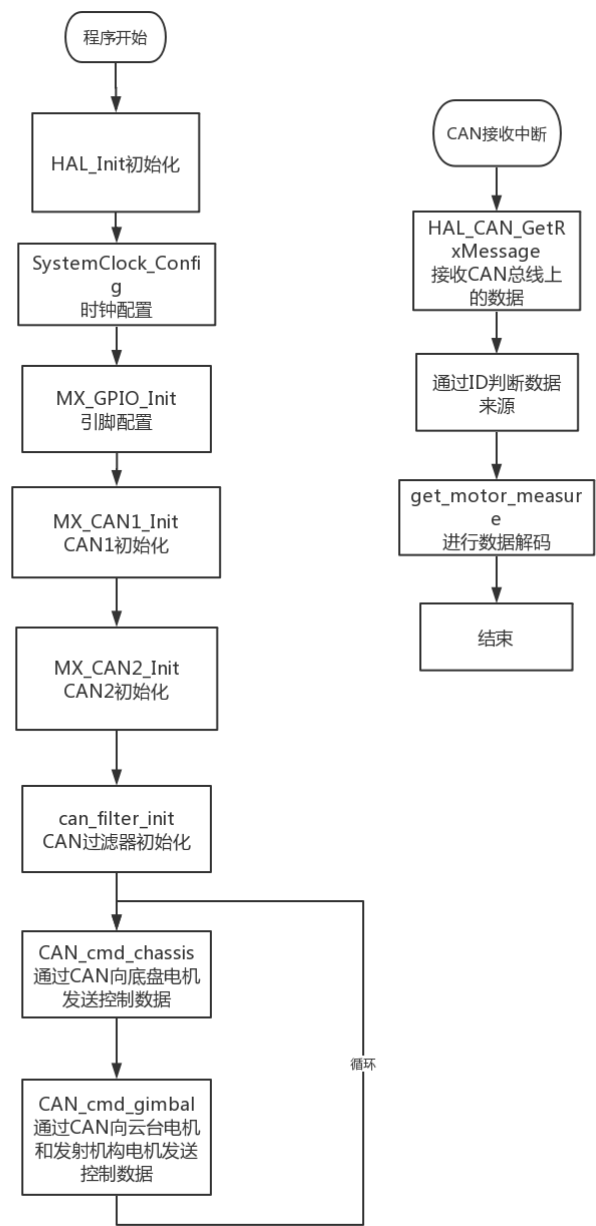 程序开始
HAL_Init初始化
SystemClock_Confi
g
时钟配置
MX_GPIO_Init
引脚配置
MX_CAN1_Init
CAN1初始化
MX_CAN2_Init
CAN2初始化
can_filter_init
CAN过滤器初始化
CAN_cmd_chassis
通过CAN向底盘电机
发送控制数据
循环
CAN_cmd_gimbal
通过CAN向云台电机
和发射机构电机发送
控制数据
CAN接收中断
HAL_CAN_GetR
xMessage
接收CAN总线上
的数据
通过ID判断数据
来源
get_motor_measur
e
进行数据解码
结束